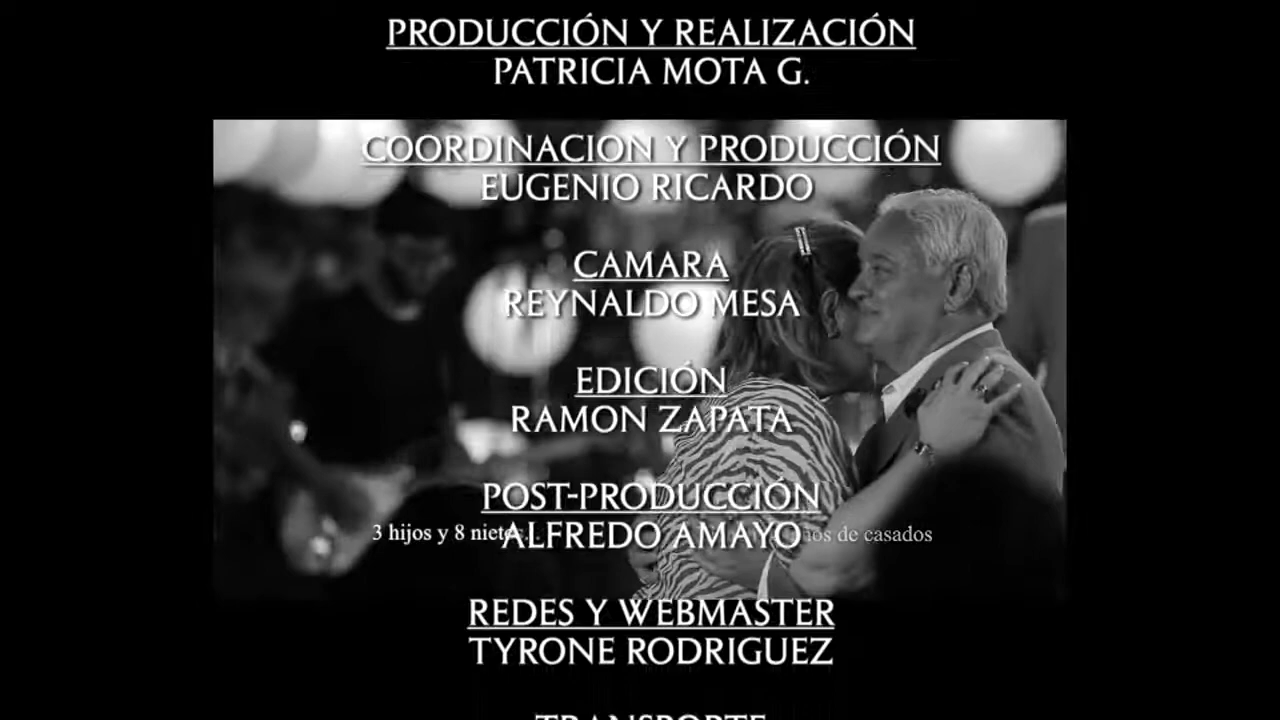 PRODUCCIÓN Y REALIZACIÓN
PATRICIA MOTA G.
COORDINACION Y PRODUCCIÓN
EUGENIO RICARDO
CAMARA
REYNALDO MESA
EDICIÓN
RAMON ZAPATA
POST-PRODUCCIÓN
ALFREDO AMAYO
3 hijos y 8 nietos de casados
REDES Y WEBMASTER
TYRONE RODRIGUEZ
TRANSPORTE